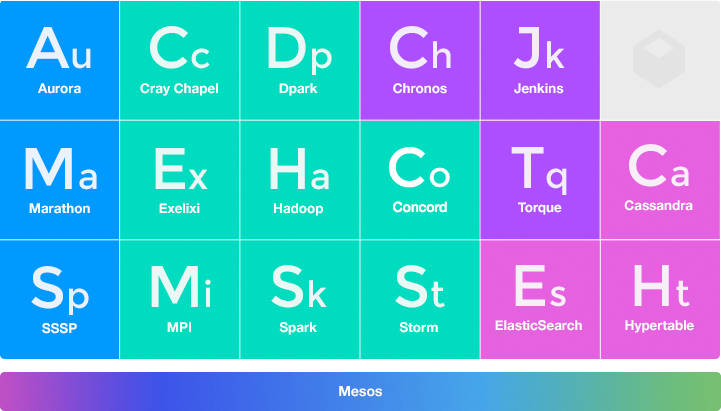 Au Cc Dp Ch Jk
Aurora Cray Chapel Dpark Chronos Jenkins
Ma Ex Ha Co Tq Ca
Marathon Exelixi Hadoop Concord Torque Cassandra
Sp Mi Sk St Es Ht
SSSP MPI Spark Storm ElasticSearch Hypertable
Mesos